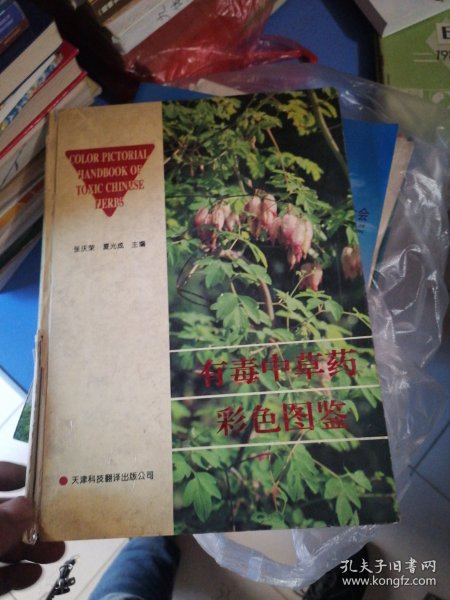 COLOR PICTORIAL
HANDBOOK OF
TOXIC CHINESE
HERBS
张庆荣 夏光成 主编
有毒中草药
彩色图鉴
天津科技翻译出版公司
会
孔夫子旧书网
www.kongfz.com